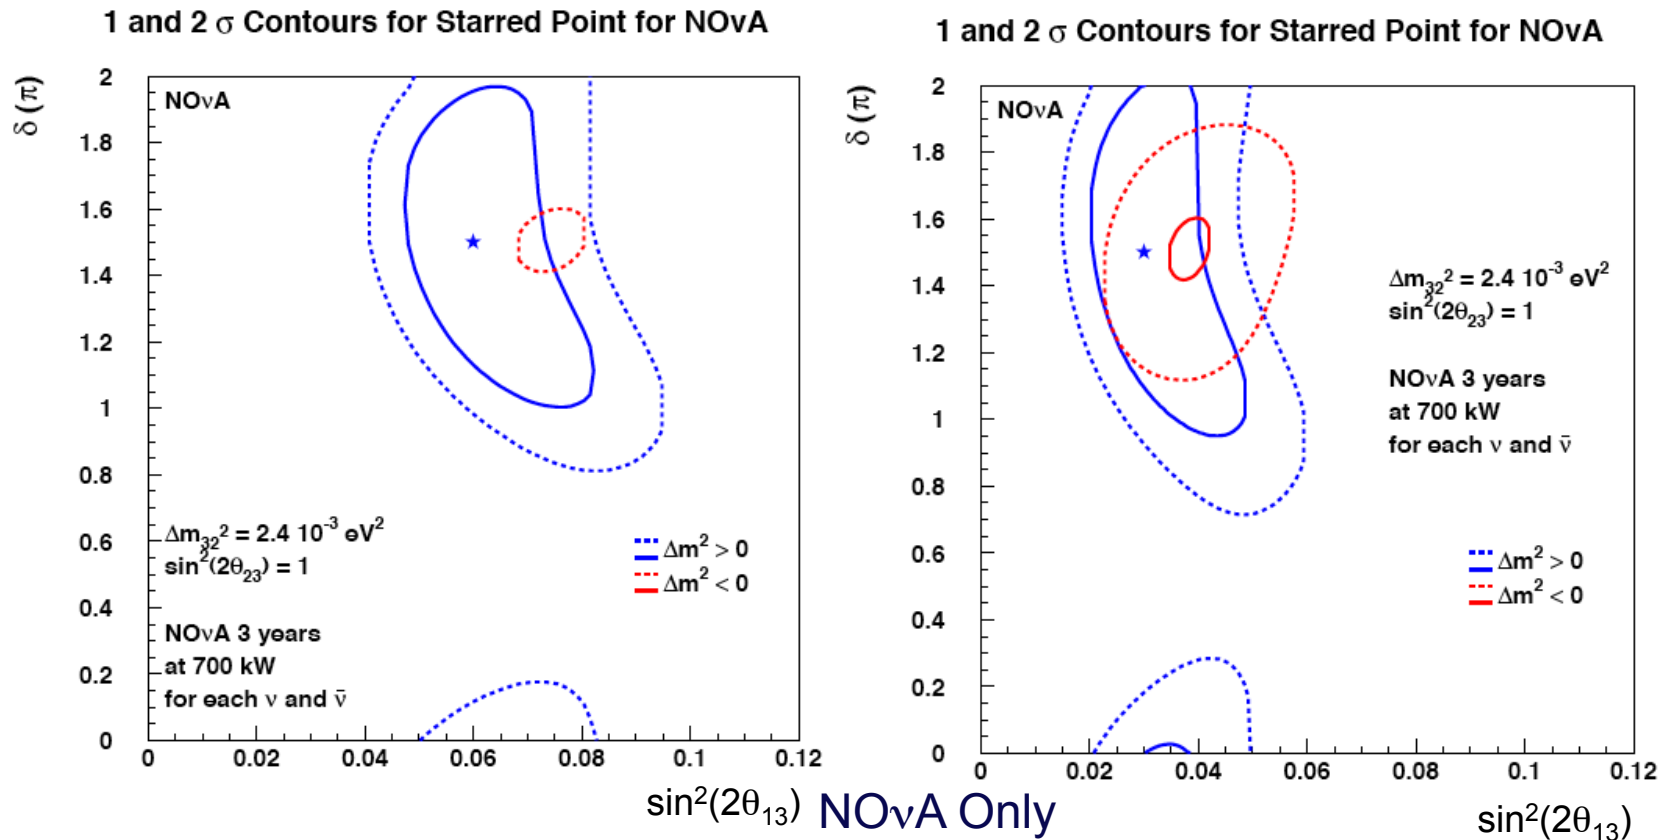 1 and 2 σ Contours for Starred Point for NOνA
δ (π)
NOνA
2
1.8
1.6
1.4
1.2
1
0.8
0.6
0.4
0.2
0
Δm₃₂² = 2.4 10⁻³ eV²
sin²(2θ₂₃) = 1
NOνA 3 years
at 700 kW
for each ν and ν̄
Δm² > 0
Δm² < 0
0 0.02 0.04 0.06 0.08 0.1 0.12
sin²(2θ₁₃)
1 and 2 σ Contours for Starred Point for NOνA
δ (π)
NOνA
2
1.8
1.6
1.4
1.2
1
0.8
0.6
0.4
0.2
0
Δm₃₂² = 2.4 10⁻³ eV²
sin²(2θ₂₃) = 1
NOνA 3 years
at 700 kW
for each ν and ν̄
Δm² > 0
Δm² < 0
0 0.02 0.04 0.06 0.08 0.1 0.12
sin²(2θ₁₃)
NOνA Only